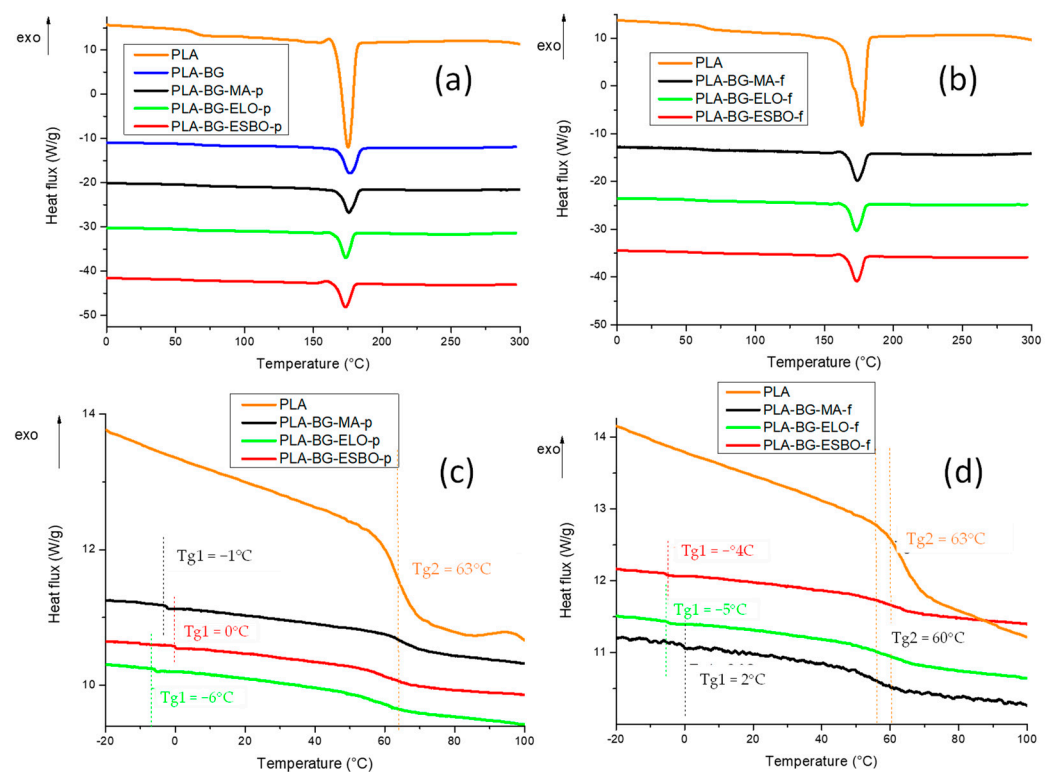 exo
(a)
PLA
PLA-BG
PLA-BG-MA-p
PLA-BG-ELO-p
PLA-BG-ESBO-p
10
0
-10
-20
-30
-40
-50
Heat flux (W/g)
0 50 100 150 200 250 300
Temperature (°C)
exo
(b)
PLA
PLA-BG-MA-f
PLA-BG-ELO-f
PLA-BG-ESBO-f
10
0
-10
-20
-30
-40
-50
Heat flux (W/g)
0 50 100 150 200 250 300
Temperature (°C)
exo
(c)
PLA
PLA-BG-MA-p
PLA-BG-ELO-p
PLA-BG-ESBO-p
14
12
10
Heat flux (W/g)
Tg1 = −1°C
Tg2 = 63°C
Tg1 = 0°C
Tg1 = −6°C
-20 0 20 40 60 80 100
Temperature (°C)
exo
(d)
PLA
PLA-BG-MA-f
PLA-BG-ELO-f
PLA-BG-ESBO-f
14
13
12
11
Heat flux (W/g)
Tg2 = 63°C
Tg1 = −°4C
Tg1 = −5°C
Tg2 = 60°C
Tg1 = 2°C
-20 0 20 40 60 80 100
Temperature (°C)